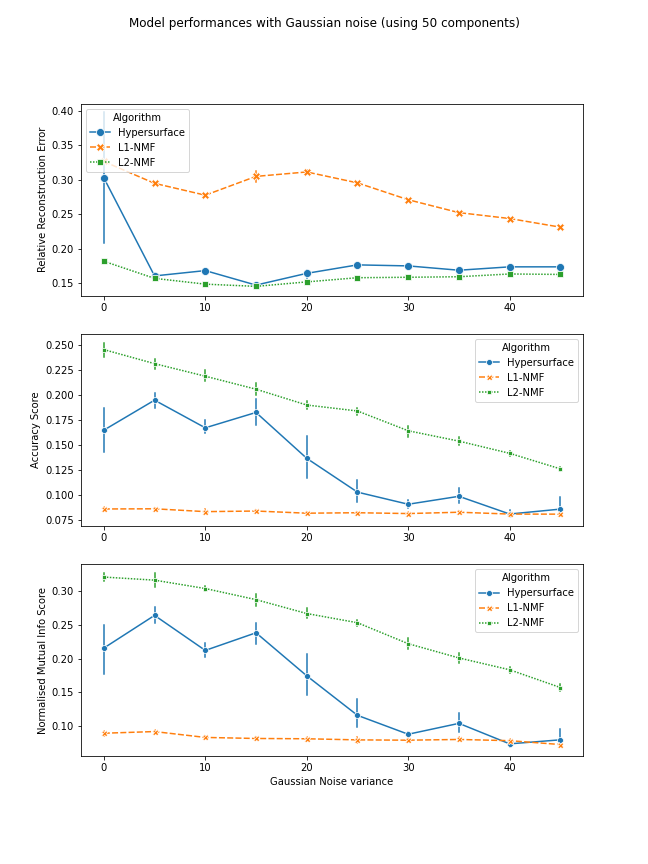 Model performances with Gaussian noise (using 50 components)
0.40
0.35
0.30
0.25
0.20
0.15
Relative Reconstruction Error
Algorithm
Hypersurface
L1-NMF
L2-NMF
0 10 20 30 40
0.250
0.225
0.200
0.175
0.150
0.125
0.100
0.075
Accuracy Score
Algorithm
Hypersurface
L1-NMF
L2-NMF
0 10 20 30 40
0.30
0.25
0.20
0.15
0.10
Normalised Mutual Info Score
Algorithm
Hypersurface
L1-NMF
L2-NMF
0 10 20 30 40
Gaussian Noise variance